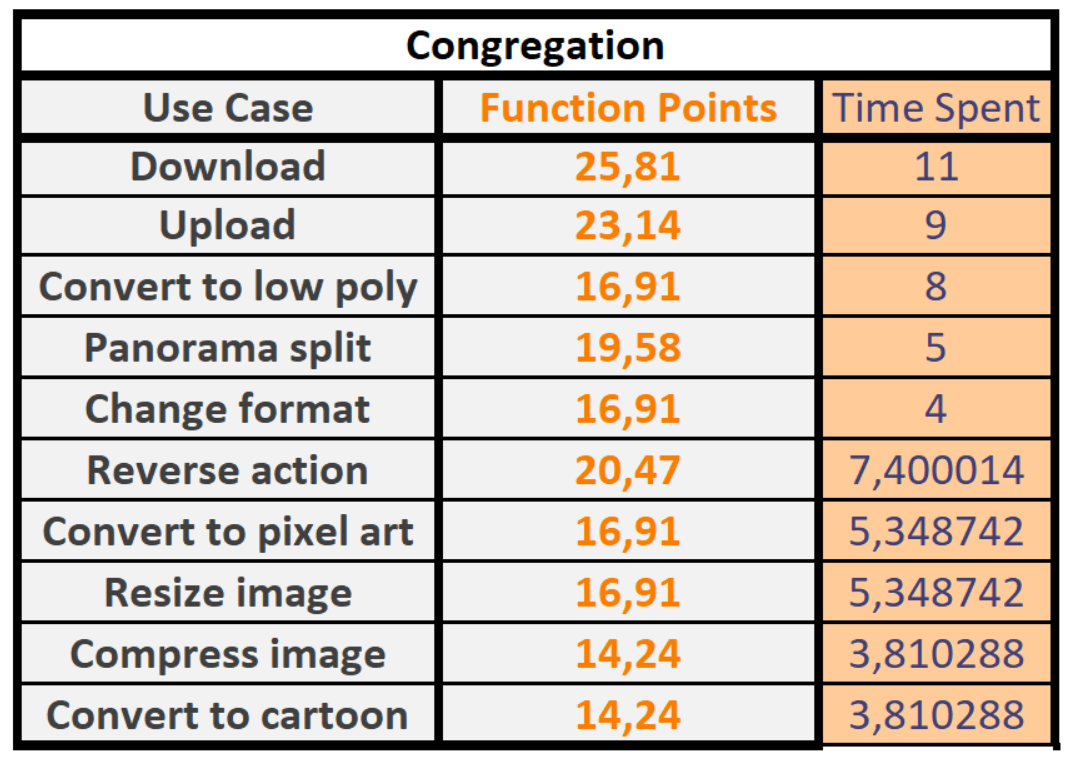 Congregation
Use Case Function Points Time Spent
Download 25,81 11
Upload 23,14 9
Convert to low poly 16,91 8
Panorama split 19,58 5
Change format 16,91 4
Reverse action 20,47 7,400014
Convert to pixel art 16,91 5,348742
Resize image 16,91 5,348742
Compress image 14,24 3,810288
Convert to cartoon 14,24 3,810288